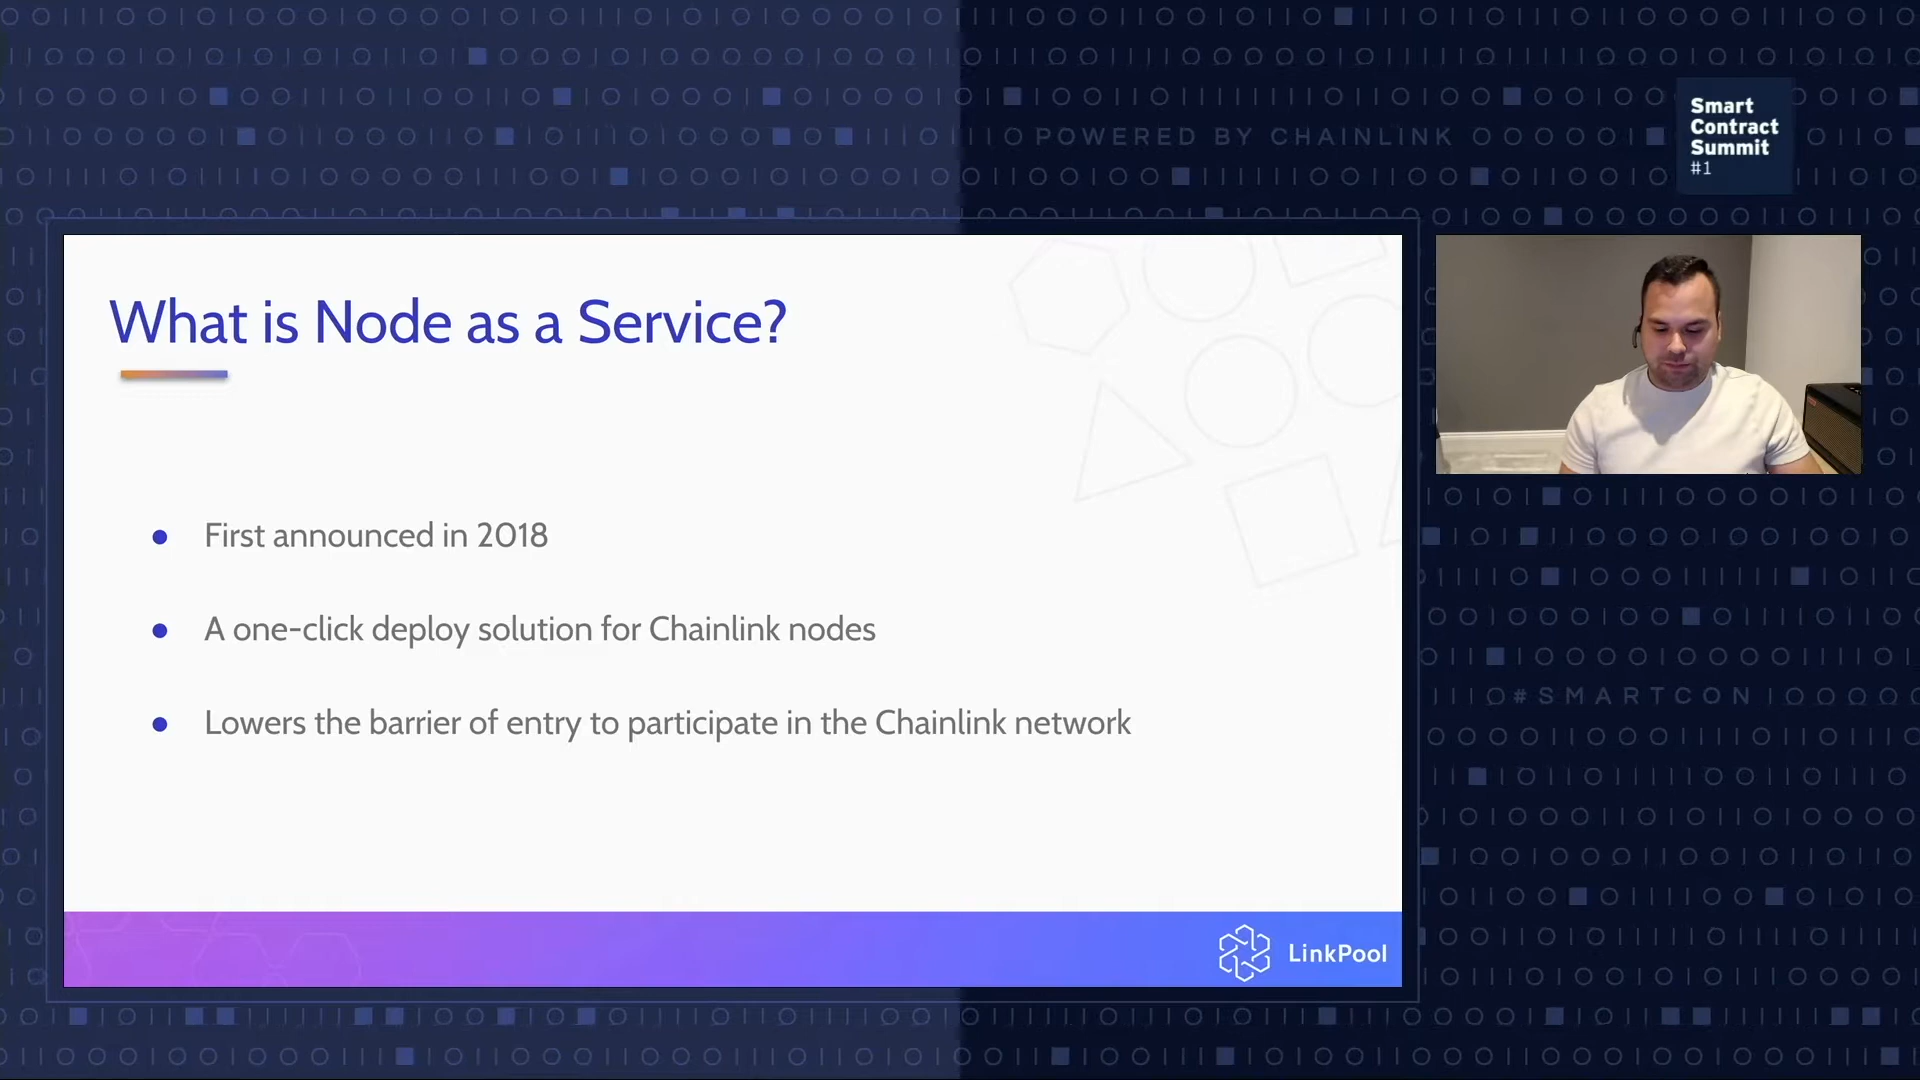 POWERED BY CHAINLINK
Smart
Contract
Summit
#1
What is Node as a Service?
First announced in 2018
A one-click deploy solution for Chainlink nodes
Lowers the barrier of entry to participate in the Chainlink network
#SMARTCON
LinkPool